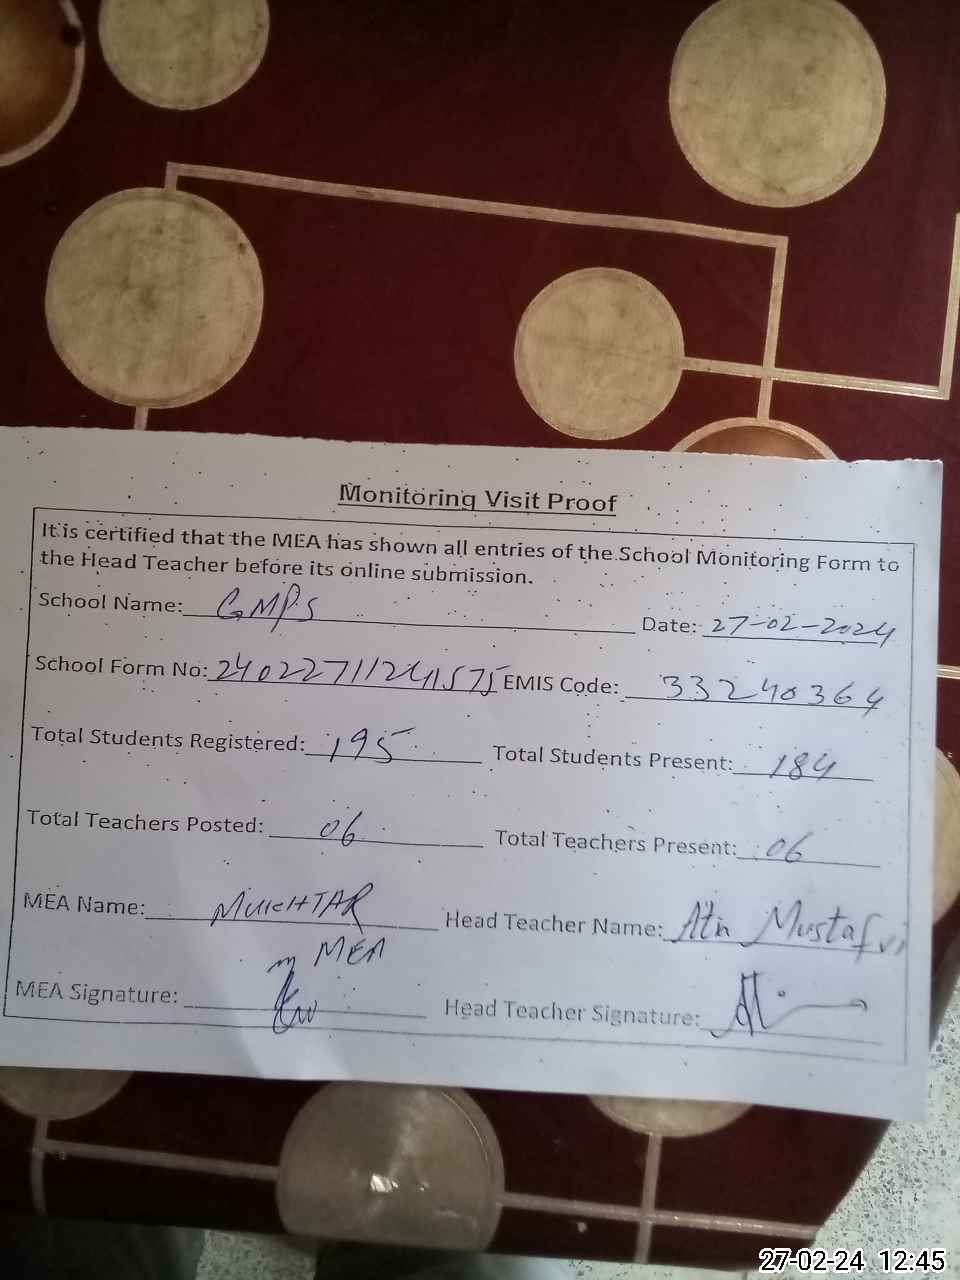 Monitoring Visit Proof
It is certified that the MEA has shown all entries of the School Monitoring Form to
the Head Teacher before its online submission.
School Name: GMPS Date: 27-02-2024
School Form No: 24022711241575 EMIS Code: 33240364
Total Students Registered: 195 Total Students Present: 184
Total Teachers Posted: 06 Total Teachers Present: 06
MEA Name: MUKHTAR Head Teacher Name: Mustafvi
MEA
MEA Signature: Head Teacher Signature:
27-02-24 12:45